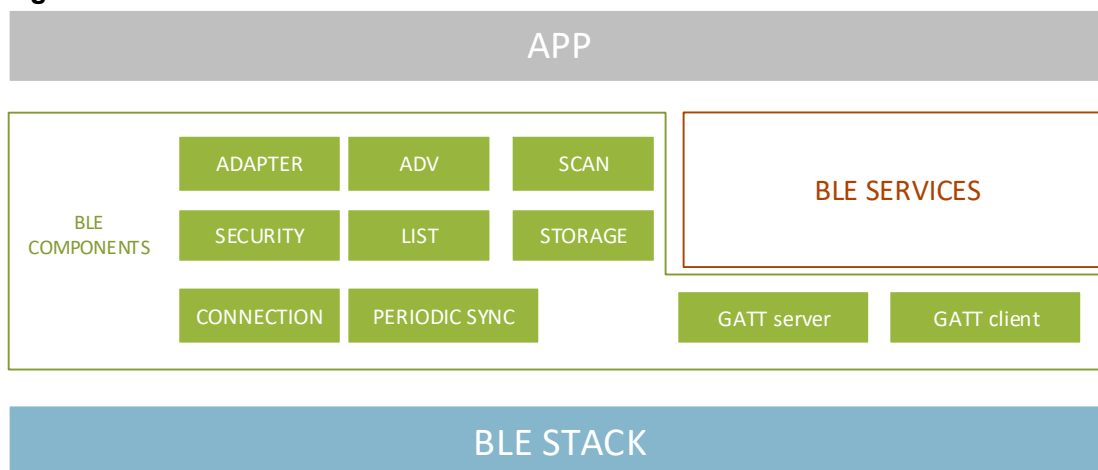 APP
ADAPTER
ADV
SCAN
BLE SERVICES
BLE
COMPONENTS
SECURITY
LIST
STORAGE
CONNECTION
PERIODIC SYNC
GATT server
GATT client
BLE STACK